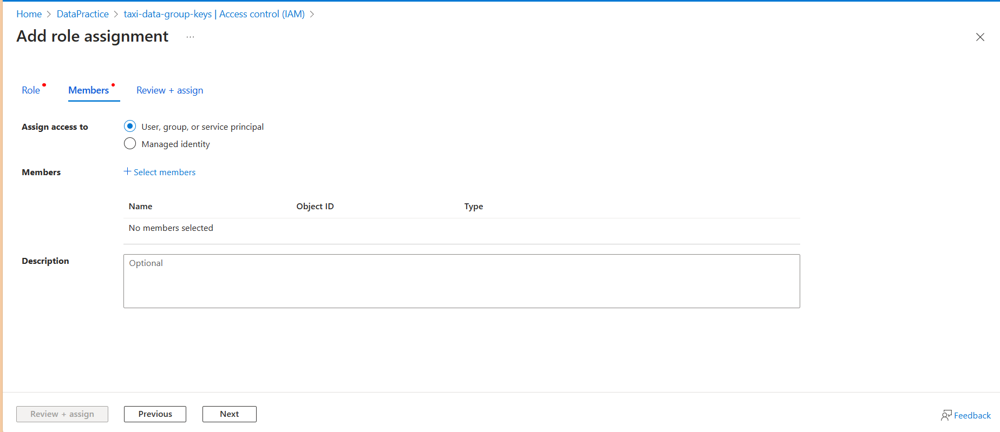 Home > DataPractice > taxi-data-group-keys | Access control (IAM) >
Add role assignment ...
Role Members Review + assign
Assign access to User, group, or service principal
Managed identity
Members + Select members
Name Object ID Type
No members selected
Description Optional
Review + assign Previous Next Feedback